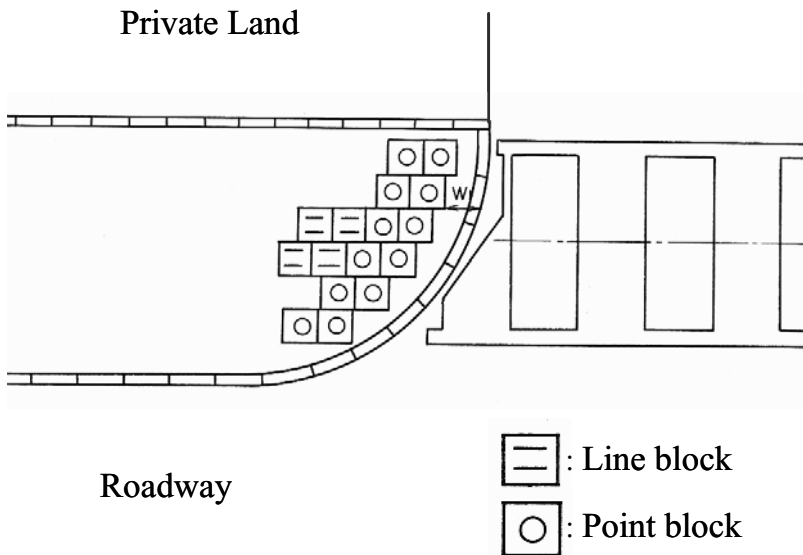 Private Land
W
Roadway
: Line block
: Point block